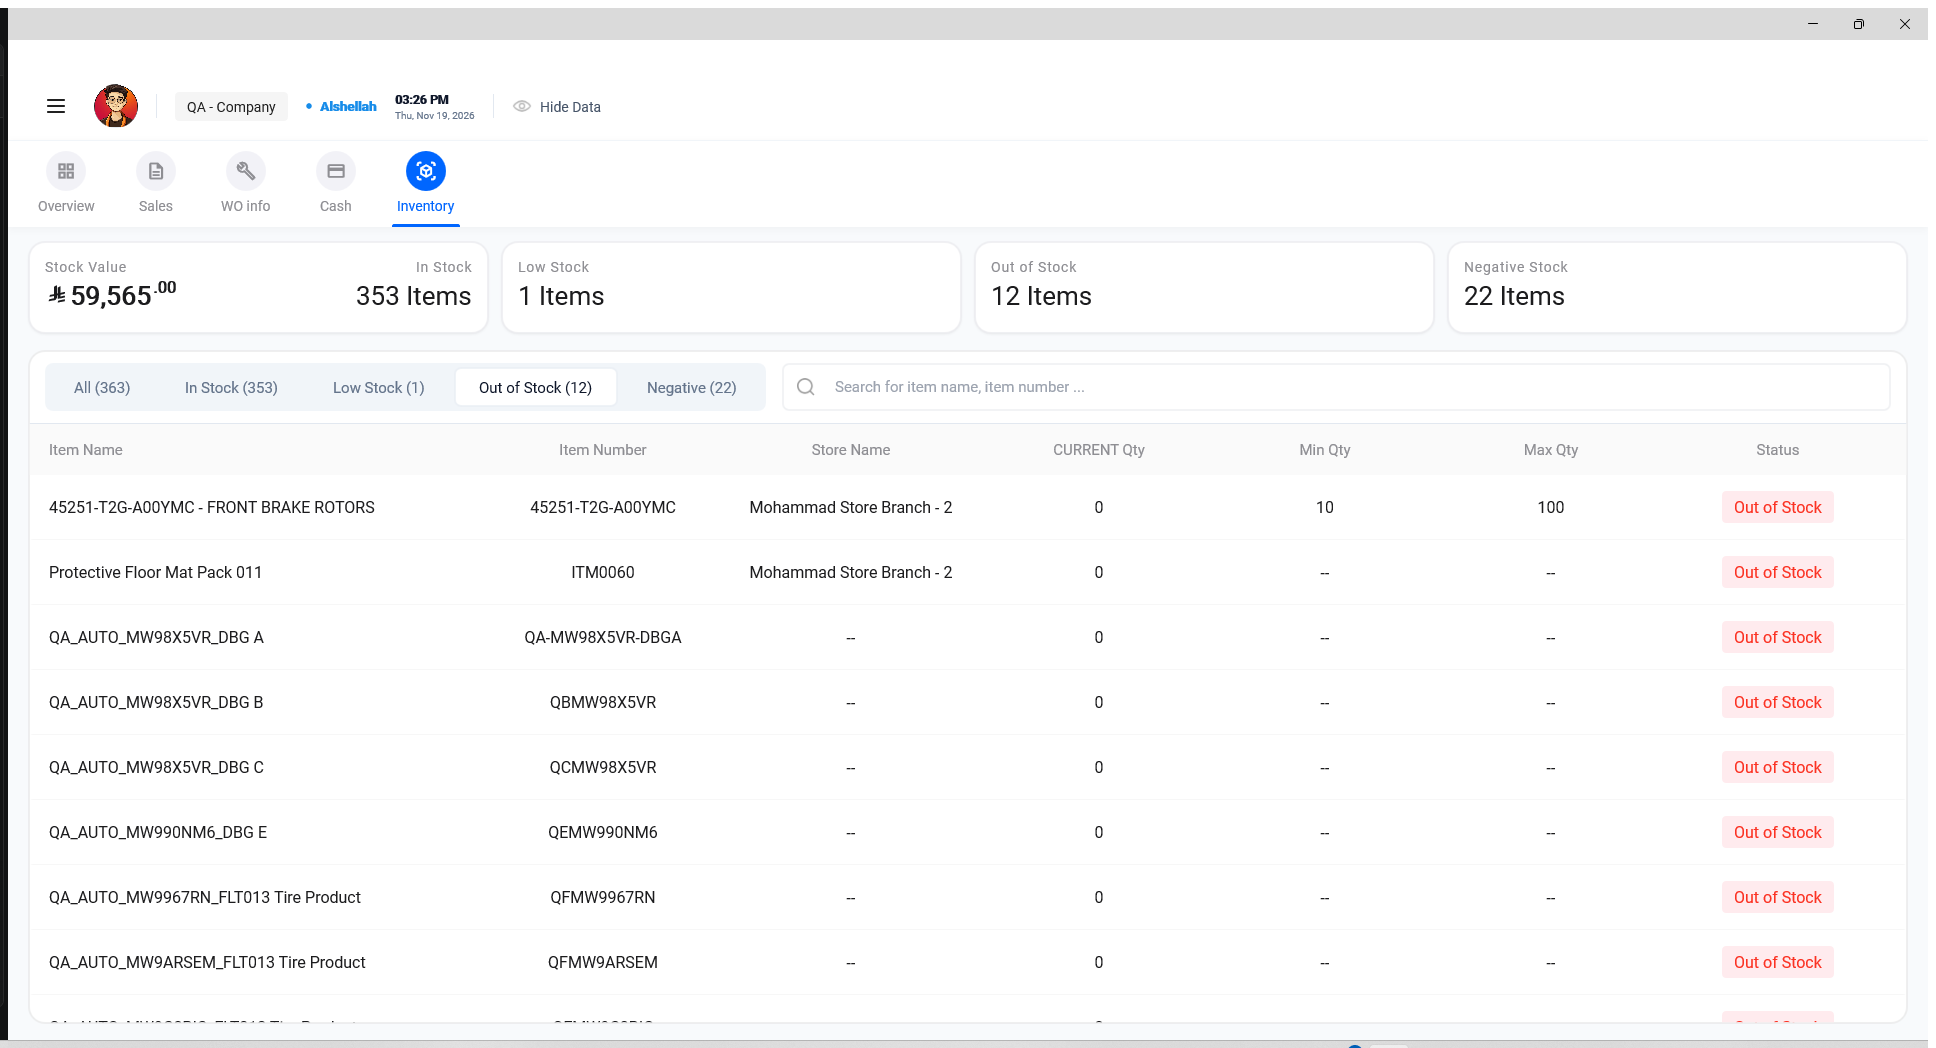 QA - Company
Alshellah
03:26 PM
Thu, Nov 19, 2026
Hide Data
Overview
Sales
WO info
Cash
Inventory
Stock Value
59,565.00
In Stock
353 Items
Low Stock
1 Items
Out of Stock
12 Items
Negative Stock
22 Items
All (363)
In Stock (353)
Low Stock (1)
Out of Stock (12)
Negative (22)
Search for item name, item number ...
Item Name Item Number Store Name CURRENT Qty Min Qty Max Qty Status
45251-T2G-A00YMC - FRONT BRAKE ROTORS 45251-T2G-A00YMC Mohammad Store Branch - 2 0 10 100 Out of Stock
Protective Floor Mat Pack 011 ITM0060 Mohammad Store Branch - 2 0 -- -- Out of Stock
QA_AUTO_MW98X5VR_DBG A QA-MW98X5VR-DBGA -- 0 -- -- Out of Stock
QA_AUTO_MW98X5VR_DBG B QBMW98X5VR -- 0 -- -- Out of Stock
QA_AUTO_MW98X5VR_DBG C QCMW98X5VR -- 0 -- -- Out of Stock
QA_AUTO_MW990NM6_DBG E QEMW990NM6 -- 0 -- -- Out of Stock
QA_AUTO_MW9967RN_FLT013 Tire Product QFMW9967RN -- 0 -- -- Out of Stock
QA_AUTO_MW9ARSEM_FLT013 Tire Product QFMW9ARSEM -- 0 -- -- Out of Stock